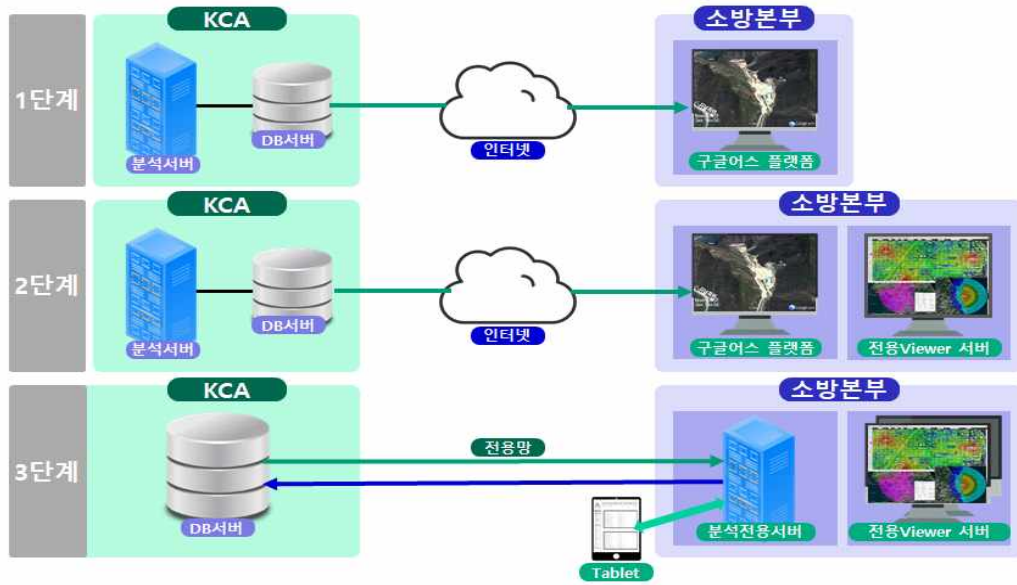 1단계
KCA
분석서버
DB서버
인터넷
소방본부
구글어스 플랫폼
2단계
KCA
분석서버
DB서버
인터넷
소방본부
구글어스 플랫폼
전용Viewer 서버
3단계
KCA
DB서버
전용망
Tablet
소방본부
분석전용서버
전용Viewer 서버